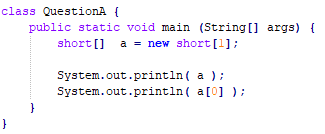 class QuestionA {
    public static void main (String[] args) {
        short[]  a = new short[1];

        System.out.println( a );
        System.out.println( a[0] );
    }
}